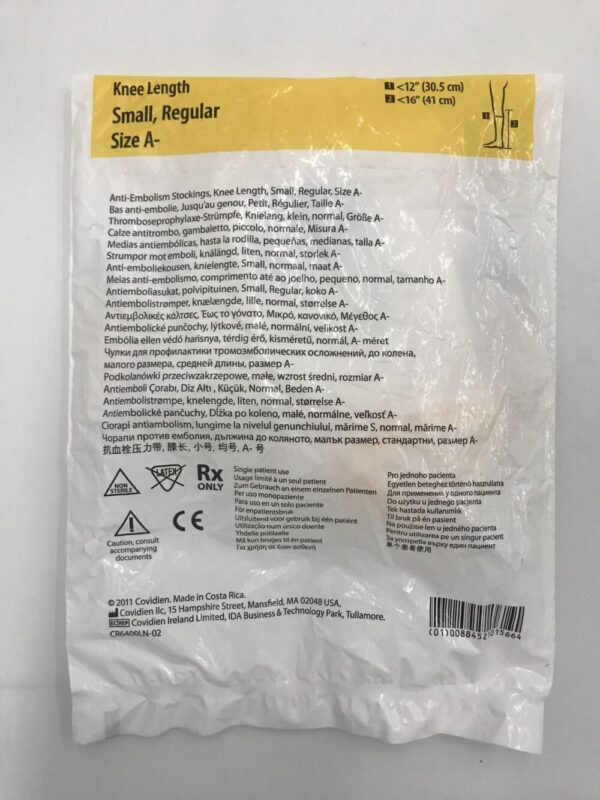 Knee Length
Small, Regular
Size A-
1 <12" (30.5 cm)
2 <16" (41 cm)
1
2
Anti-Embolism Stockings, Knee Length, Small, Regular, Size A-
Bas anti-embolie, Jusqu'au genou, Petit, Régulier, Taille A-
Thromboseprophylaxe-Strümpfe, Knielang, klein, normal, Größe A-
Calze antitrombo, gambaletto, piccolo, normale, Misura A-
Medias antiembólicas, hasta la rodilla, pequeñas, medianas, talla A-
Strumpor mot emboli, knälängd, liten, normal, storlek A-
Anti-emboliekousen, knielengte, Small, normaal, maat A-
Meias anti-embolismo, comprimento até ao joelho, pequeno, normal, tamanho A-
Antiemboliasukat, polvipituinen, Small, Regular, koko A-
Antiembolistrømper, knælængde, lille, normal, størrelse A-
Αντιεμβολικές κάλτσες, Έως το γόνατο, Μικρό, κανονικό, Μέγεθος A-
Antiembolické punčochy, lýtkové, malé, normální, velikost A-
Embólia ellen védő harisnya, térdig érő, kisméretű, normál, A- méret
Чулки для профилактики тромоэмболических осложнений, до колена,
малого размера, средней длины, размер A-
Podkolanówki przeciwzakrzepowe, małe, wzrost średni, rozmiar A-
Antiemboli Çorabı, Diz Altı, Küçük, Normal, Beden A-
Antiembolistrømpe, knelengde, liten, normal, størrelse A-
Antiembolické pančuchy, Dĺžka po koleno, malé, normálne, veľkosť A-
Ciorapi antiambolism, lungime la nivelul genunchiului, mărime S, normal, mărime A-
Чорапи против емболия, дължина до коляното, малък размер, стандартни, размер A-
抗血栓压力带, 膝长, 小号, 均号, A- 号
NON
STERILE
LATEX
Rx
ONLY
Caution, consult
accompanying
documents
CE
Single patient use
Usage limité à un seul patient
Zum Gebrauch an einem einzelnen Patienten
Per uso monopaziente
Para uso en un solo paciente
För enpatientsbruk
Uitsluitend voor gebruik bij één patiënt
Utilização num único doente
Yhdelle potilaalle
Må kun bruges til én patient
Για χρήση σε έναν ασθενή
Pro jednoho pacienta
Egyetlen beteghez történő használatra
Для применения у одного пациента
Do użytku u jednego pacjenta
Tek hastada kullanımlık
Til bruk på én pasient
Na použitie len u jedného pacienta
Pentru utilizarea pe un singur pacient
За употреба върху един пациент
单个患者使用
© 2011 Covidien. Made in Costa Rica.
Covidien llc, 15 Hampshire Street, Mansfield, MA 02048 USA.
EC REP Covidien Ireland Limited, IDA Business & Technology Park, Tullamore.
CR6400LN-02
(01)0088452